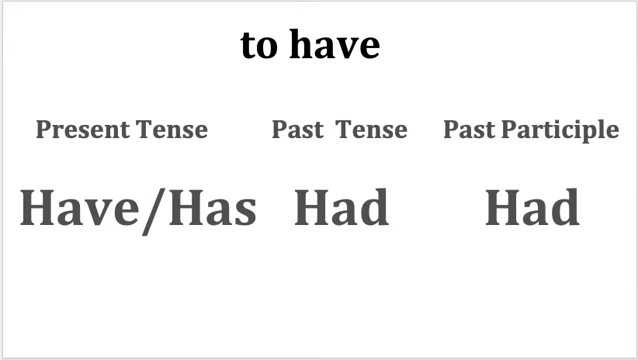 to have
Present Tense Past Tense Past Participle
Have/Has Had Had